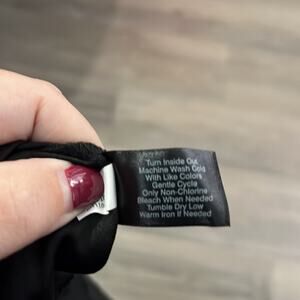 Turn Inside Out
Machine Wash Cold
With Like Colors
Gentle Cycle
Only Non-Chlorine
Bleach When Needed
Tumble Dry Low
Warm Iron If Needed